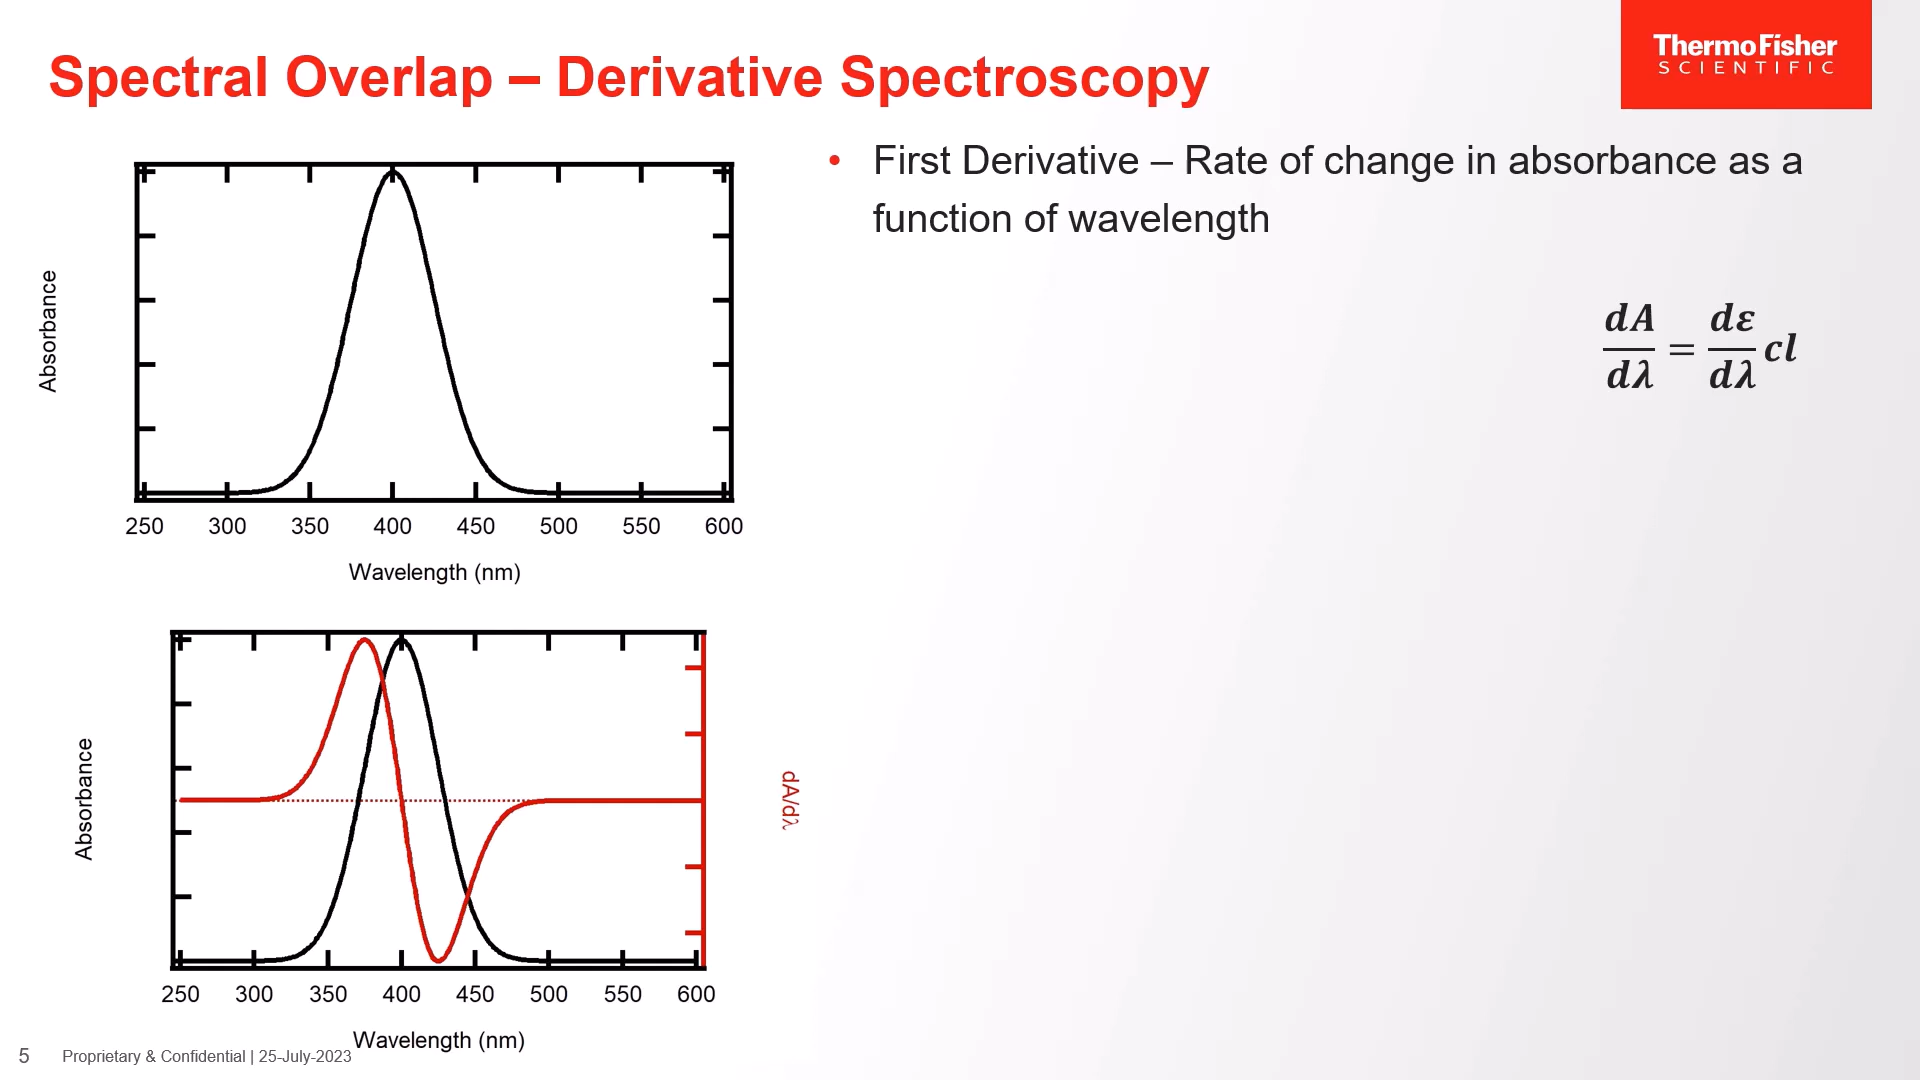 Spectral Overlap – Derivative Spectroscopy
ThermoFisher
SCIENTIFIC
• First Derivative – Rate of change in absorbance as a
function of wavelength
dA/dλ = dε/dλ cl
Absorbance
250 300 350 400 450 500 550 600
Wavelength (nm)
Absorbance
dA/dλ
250 300 350 400 450 500 550 600
Wavelength (nm)
5 Proprietary & Confidential | 25-July-2023